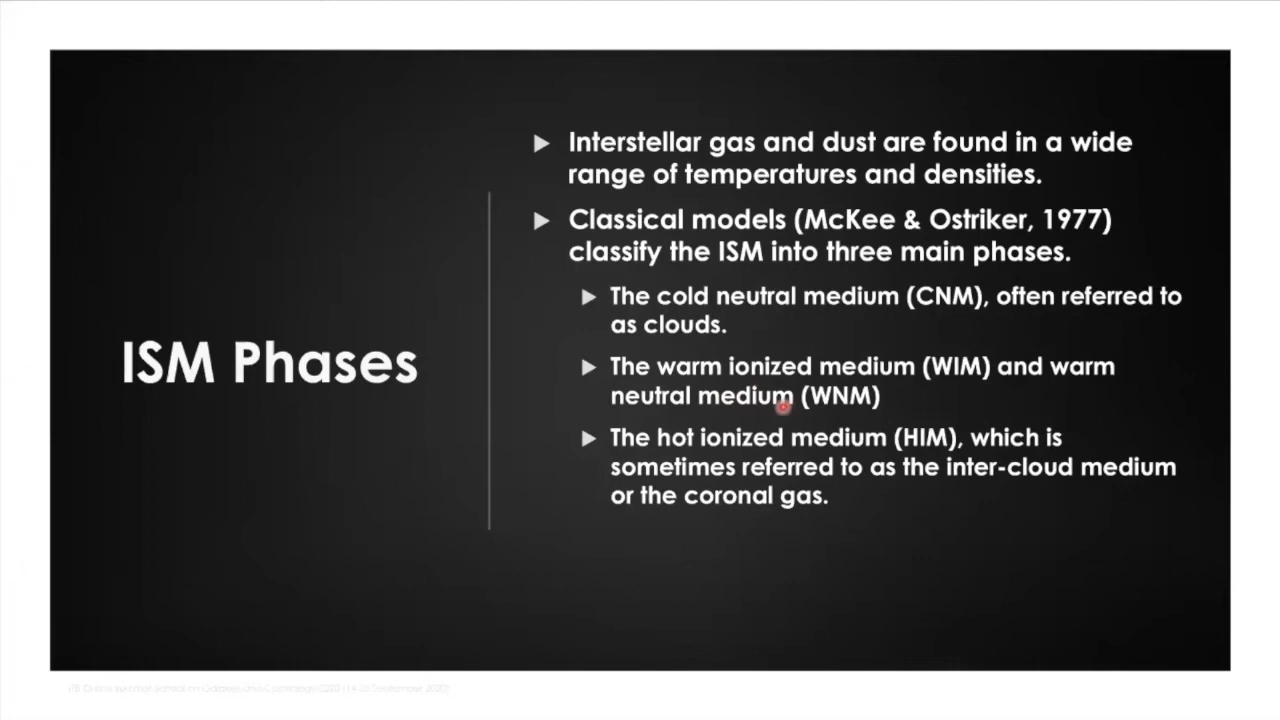 ISM Phases
Interstellar gas and dust are found in a wide
range of temperatures and densities.
Classical models (McKee & Ostriker, 1977)
classify the ISM into three main phases.
The cold neutral medium (CNM), often referred to
as clouds.
The warm ionized medium (WIM) and warm
neutral medium (WNM)
The hot ionized medium (HIM), which is
sometimes referred to as the inter-cloud medium
or the coronal gas.